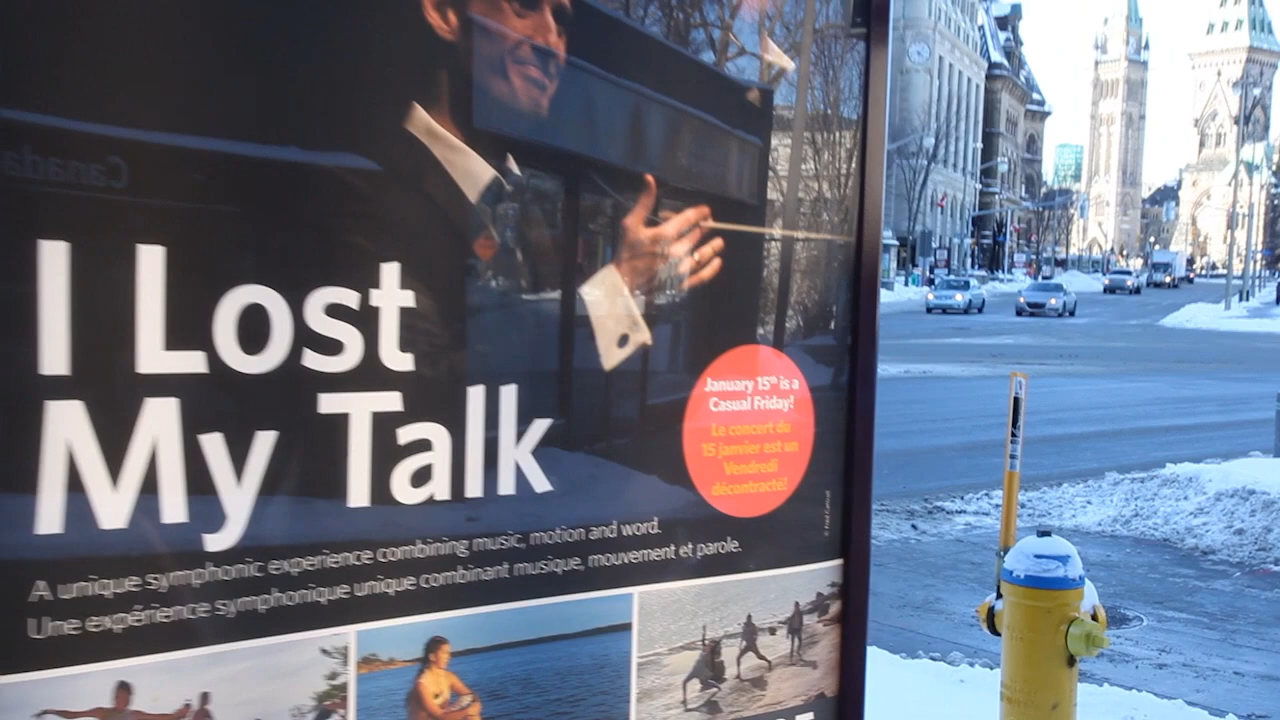 Canada
I Lost
My Talk
January 15th is a
Casual Friday!
Le concert du
15 janvier est un
Vendredi
décontracté!
A unique symphonic experience combining music, motion and word.
Une expérience symphonique unique combinant musique, mouvement et parole.